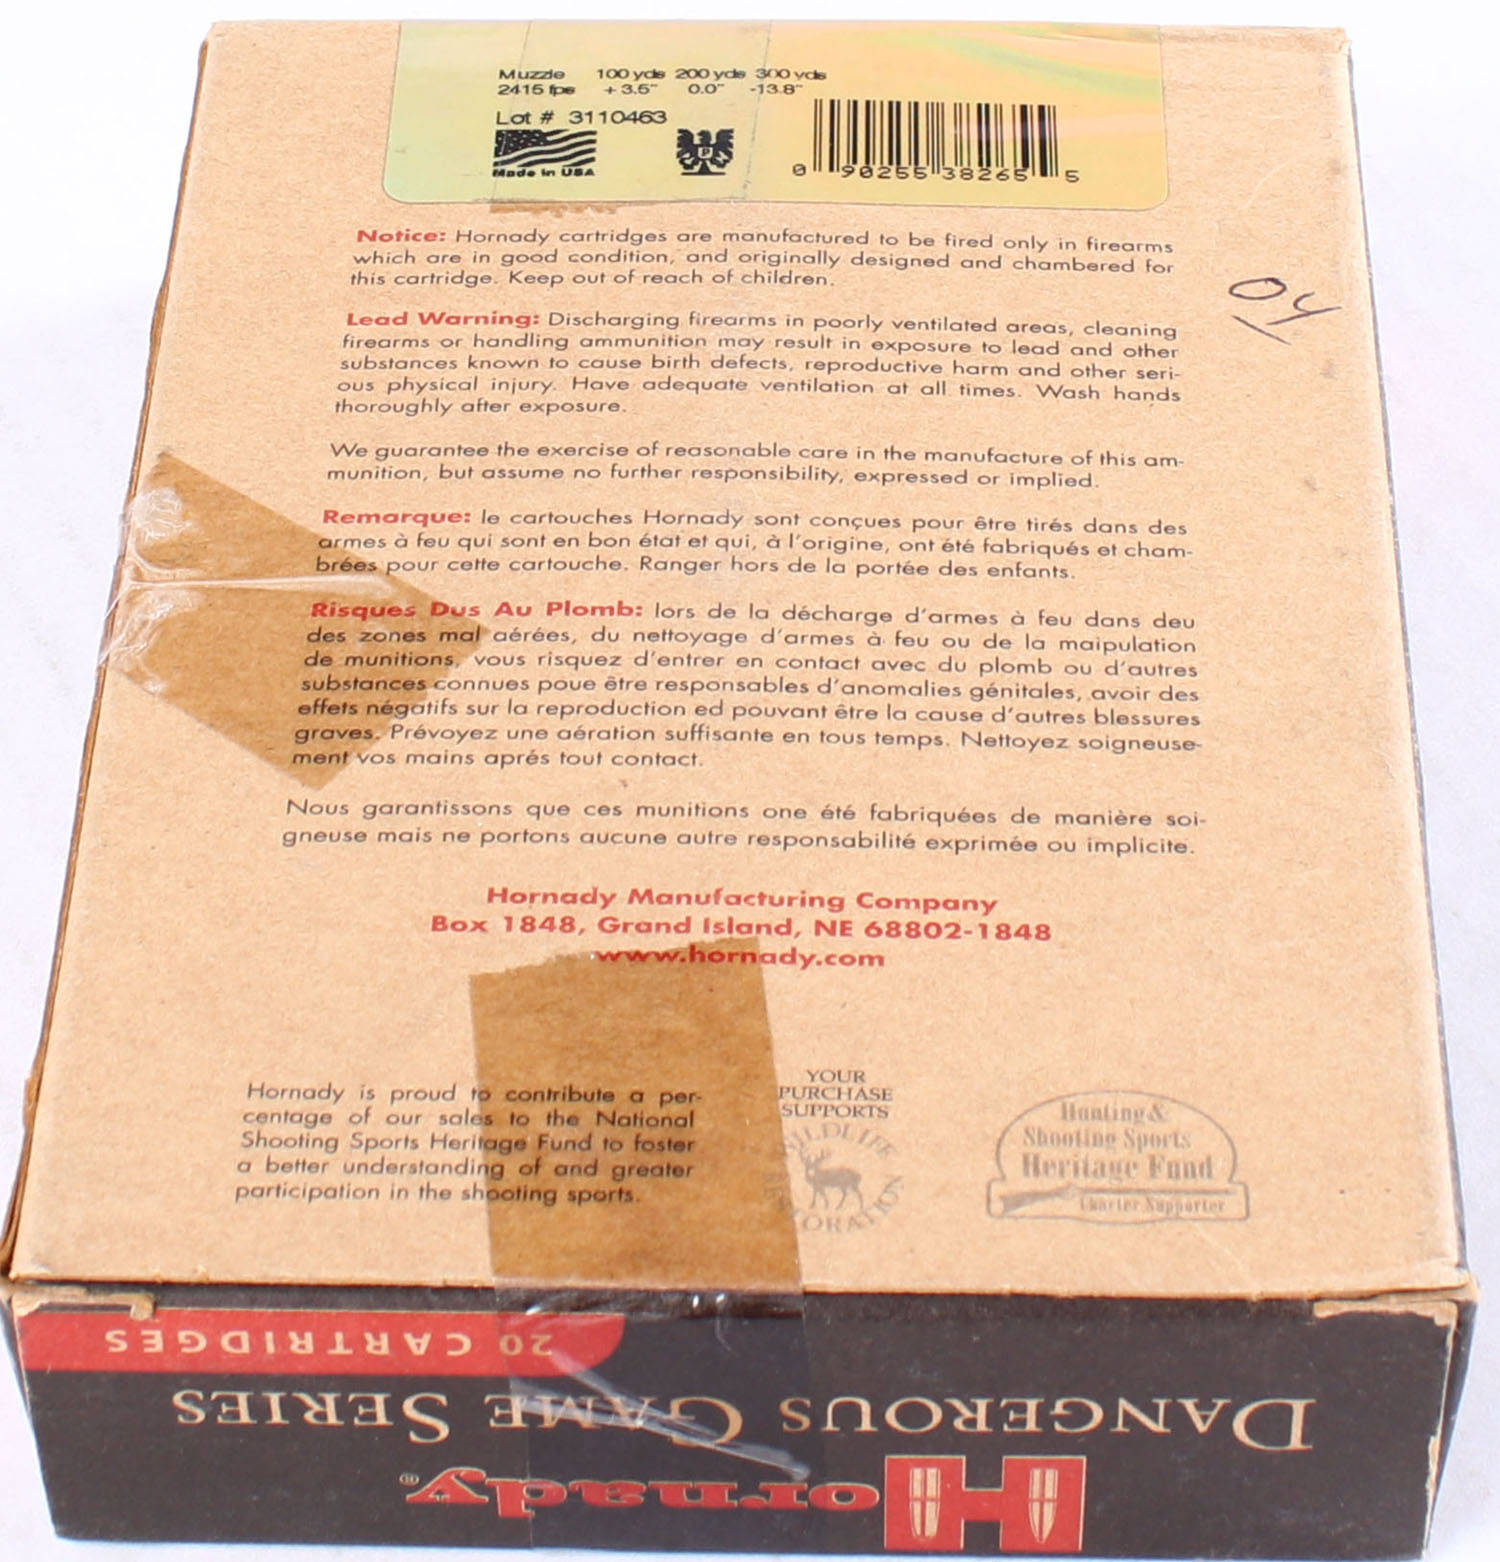 Muzzle 100 yds 200 yds 300 yds
2415 fps +3.5" 0.0" -13.8"
Lot # 3110463
Made in USA
0 90255 38265 5
Notice: Hornady cartridges are manufactured to be fired only in firearms
which are in good condition, and originally designed and chambered for
this cartridge. Keep out of reach of children.
04
Lead Warning: Discharging firearms in poorly ventilated areas, cleaning
firearms or handling ammunition may result in exposure to lead and other
substances known to cause birth defects, reproductive harm and other seri-
ous physical injury. Have adequate ventilation at all times. Wash hands
thoroughly after exposure.
We guarantee the exercise of reasonable care in the manufacture of this am-
munition, but assume no further responsibility, expressed or implied.
Remarque: le cartouches Hornady sont conçues pour être tirés dans des
armes à feu qui sont en bon état et qui, à l'origine, ont été fabriqués et cham-
brées pour cette cartouche. Ranger hors de la portée des enfants.
Risques Dus Au Plomb: lors de la décharge d'armes à feu dans deu
des zones mal aérées, du nettoyage d'armes à feu ou de la maipulation
de munitions, vous rîsquez d'entrer en contact avec du plomb ou d'autres
substances connues poue être responsables d'anomalies génitales, avoir des
effets négatifs sur la reproduction ed pouvant être la cause d'autres blessures
graves. Prévoyez une aération suffisante en tous temps. Nettoyez soigneuse-
ment vos mains aprés tout contact.
Nous garantissons que ces munitions one été fabriquées de manière soi-
gneuse mais ne portons aucune autre responsabilité exprimée ou implicite.
Hornady Manufacturing Company
Box 1848, Grand Island, NE 68802-1848
www.hornady.com
Hornady is proud to contribute a per-
centage of our sales to the National
Shooting Sports Heritage Fund to foster
a better understanding of and greater
participation in the shooting sports.
YOUR
PURCHASE
SUPPORTS
WILDLIFE
RESTORATION
Hunting &
Shooting Sports
Heritage Fund
Charter Supporter
20 CARTRIDGES
DANGEROUS GAME SERIES
Hornady®